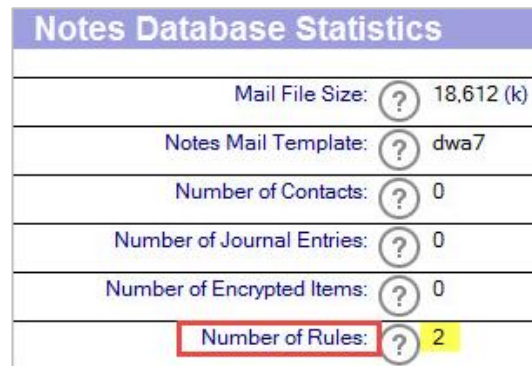 Notes Database Statistics
Mail File Size: ? 18,612 (k)
Notes Mail Template: ? dwa7
Number of Contacts: ? 0
Number of Journal Entries: ? 0
Number of Encrypted Items: ? 0
Number of Rules: ? 2